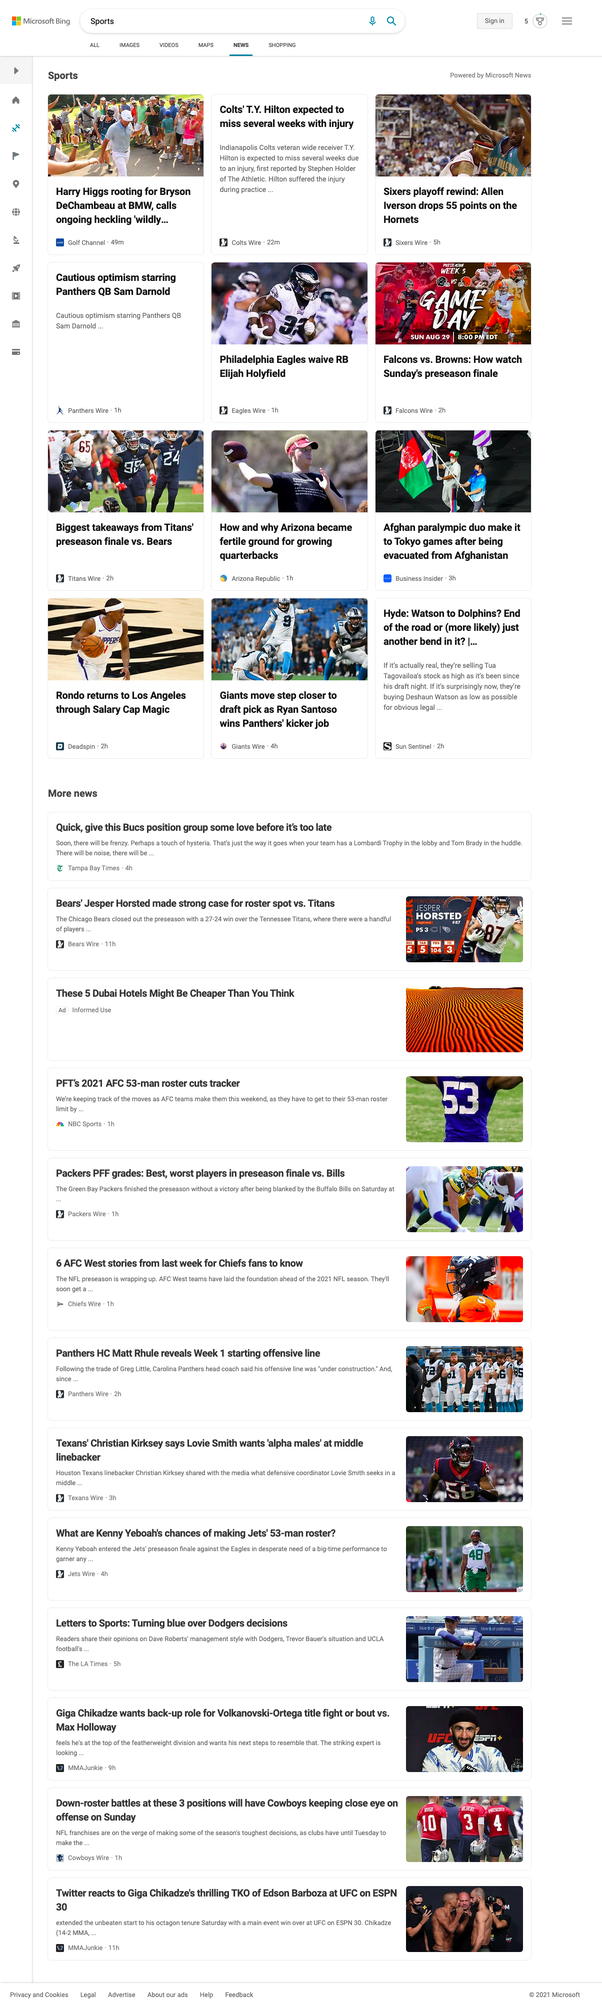 Microsoft Bing
Sports
Sign in
5
ALL
IMAGES
VIDEOS
MAPS
NEWS
SHOPPING
Sports
Powered by Microsoft News
Harry Higgs rooting for Bryson
DeChambeau at BMW, calls
ongoing heckling 'wildly...
Golf Channel · 49m
Colts' T.Y. Hilton expected to
miss several weeks with injury
Indianapolis Colts veteran wide receiver T.Y.
Hilton is expected to miss several weeks due
to an injury, first reported by Stephen Holder
of The Athletic. Hilton suffered the injury
during practice ...
Colts Wire · 22m
Sixers playoff rewind: Allen
Iverson drops 55 points on the
Hornets
Sixers Wire · 5h
Cautious optimism starring
Panthers QB Sam Darnold
Cautious optimism starring Panthers QB
Sam Darnold ...
Panthers Wire · 1h
Philadelphia Eagles waive RB
Elijah Holyfield
Eagles Wire · 1h
PRESEASON
WEEK 3
VS
GAME
DAY
SUN AUG 29 | 8:00 PM EDT
Falcons vs. Browns: How watch
Sunday's preseason finale
Falcons Wire · 2h
65
98
24
Biggest takeaways from Titans'
preseason finale vs. Bears
Titans Wire · 2h
How and why Arizona became
fertile ground for growing
quarterbacks
Arizona Republic · 1h
Afghan paralympic duo make it
to Tokyo games after being
evacuated from Afghanistan
Business Insider · 3h
Rondo returns to Los Angeles
through Salary Cap Magic
Deadspin · 2h
9
Giants move step closer to
draft pick as Ryan Santoso
wins Panthers' kicker job
Giants Wire · 4h
Hyde: Watson to Dolphins? End
of the road or (more likely) just
another bend in it? |...
If it's actually real, they're selling Tua
Tagovailoa's stock as high as it's been since
his draft night. If it's surprisingly now, they're
buying Deshaun Watson as low as possible
for obvious legal ...
Sun Sentinel · 2h
More news
Quick, give this Bucs position group some love before it's too late
Soon, there will be frenzy. Perhaps a touch of hysteria. That's just the way it goes when your team has a Lombardi Trophy in the lobby and Tom Brady in the huddle.
There will be noise, there will be ...
Tampa Bay Times · 4h
Bears' Jesper Horsted made strong case for roster spot vs. Titans
The Chicago Bears closed out the preseason with a 27-24 win over the Tennessee Titans, where there were a handful
of players ...
Bears Wire · 11h
JESPER
HORSTED
#87
PS 3
87
5
5
104
3
These 5 Dubai Hotels Might Be Cheaper Than You Think
Ad Informed Use
PFT's 2021 AFC 53-man roster cuts tracker
We're keeping track of the moves as AFC teams make them this weekend, as they have to get to their 53-man roster
limit by ...
NBC Sports · 1h
53
Packers PFF grades: Best, worst players in preseason finale vs. Bills
The Green Bay Packers finished the preseason without a victory after being blanked by the Buffalo Bills on Saturday at
...
Packers Wire · 1h
6 AFC West stories from last week for Chiefs fans to know
The NFL preseason is wrapping up. AFC West teams have laid the foundation ahead of the 2021 NFL season. They'll
soon get a ...
Chiefs Wire · 1h
Panthers HC Matt Rhule reveals Week 1 starting offensive line
Following the trade of Greg Little, Carolina Panthers head coach said his offensive line was "under construction." And,
since ...
Panthers Wire · 2h
Texans' Christian Kirksey says Lovie Smith wants 'alpha males' at middle
linebacker
Houston Texans linebacker Christian Kirksey shared with the media what defensive coordinator Lovie Smith seeks in a
middle ...
Texans Wire · 3h
What are Kenny Yeboah's chances of making Jets' 53-man roster?
Kenny Yeboah entered the Jets' preseason finale against the Eagles in desperate need of a big-time performance to
garner any ...
Jets Wire · 4h
48
Letters to Sports: Turning blue over Dodgers decisions
Readers share their opinions on Dave Roberts' management style with Dodgers, Trevor Bauer's situation and UCLA
football's ...
The LA Times · 5h
Giga Chikadze wants back-up role for Volkanovski-Ortega title fight or bout vs.
Max Holloway
feels he's at the top of the featherweight division and wants his next steps to resemble that. The striking expert is
looking ...
MMAJunkie · 9h
UFC
ESPN+
Down-roster battles at these 3 positions will have Cowboys keeping close eye on
offense on Sunday
NFL franchises are on the verge of making some of the season's toughest decisions, as clubs have until Tuesday to
make the ...
Cowboys Wire · 1h
10
3
4
Twitter reacts to Giga Chikadze's thrilling TKO of Edson Barboza at UFC on ESPN
30
extended the unbeaten start to his octagon tenure Saturday with a main event win over at UFC on ESPN 30. Chikadze
(14-2 MMA, ...
MMAJunkie · 11h
Privacy and Cookies
Legal
Advertise
About our ads
Help
Feedback
© 2021 Microsoft